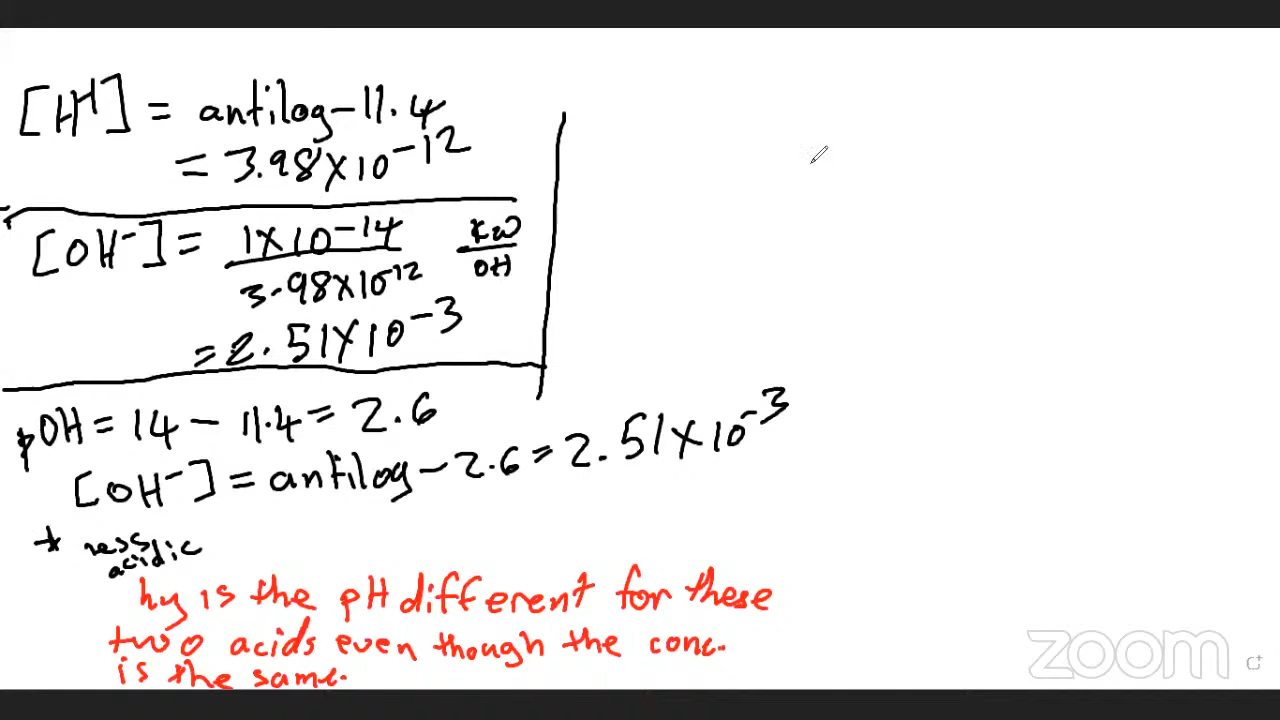 [H+] = antilog-11.4
= 3.98×10⁻¹²
[OH⁻] = 1×10⁻¹⁴ / 3.98×10⁻¹² Kw / OH
= 2.51×10⁻³
pOH = 14 - 11.4 = 2.6
[OH⁻] = antilog-2.6 = 2.51×10⁻³
* less
acidic
hy is the pH different for these
two acids even though the conc.
is the same.
zoom